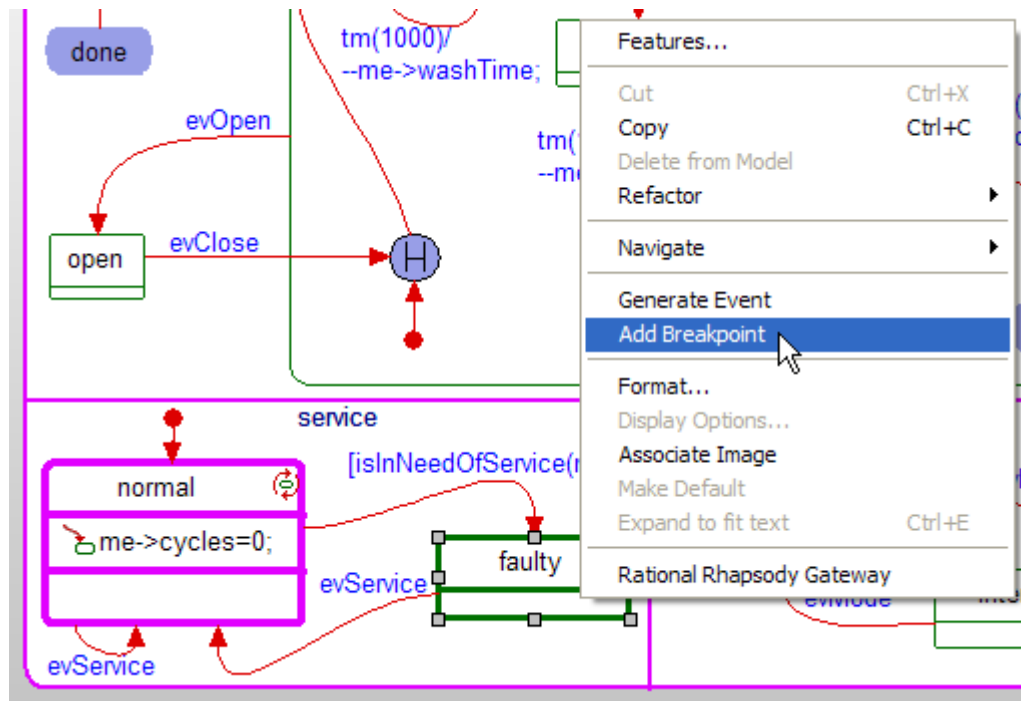 done
tm(1000)/
--me->washTime;
evOpen
tm(
open
evClose
H
Features...
Cut Ctrl+X
Copy Ctrl+C
Delete from Model
Refactor
Navigate
Generate Event
Add Breakpoint
Format...
Display Options...
Associate Image
Make Default
Expand to fit text Ctrl+E
Rational Rhapsody Gateway
service
[isInNeedOfService(
normal
me->cycles=0;
faulty
evService
evService
evMode